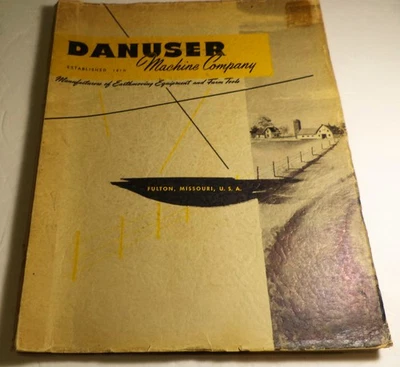 DANUSER
ESTABLISHED 1910
Machine Company
Manufacturers of Earthmoving Equipment and Farm Tools
FULTON, MISSOURI, U. S. A.